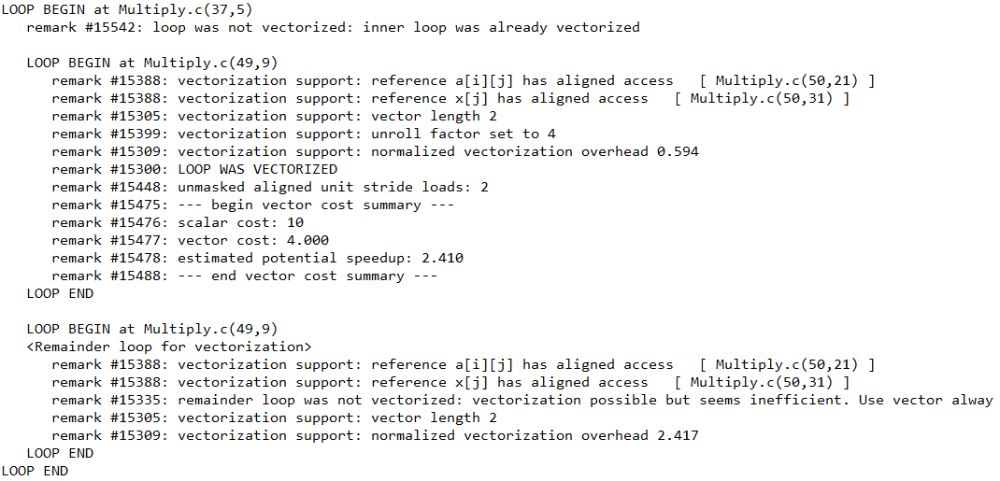 LOOP BEGIN at Multiply.c(37,5)
   remark #15542: loop was not vectorized: inner loop was already vectorized

   LOOP BEGIN at Multiply.c(49,9)
      remark #15388: vectorization support: reference a[i][j] has aligned access   [ Multiply.c(50,21) ]
      remark #15388: vectorization support: reference x[j] has aligned access   [ Multiply.c(50,31) ]
      remark #15305: vectorization support: vector length 2
      remark #15399: vectorization support: unroll factor set to 4
      remark #15309: vectorization support: normalized vectorization overhead 0.594
      remark #15300: LOOP WAS VECTORIZED
      remark #15448: unmasked aligned unit stride loads: 2
      remark #15475: --- begin vector cost summary ---
      remark #15476: scalar cost: 10
      remark #15477: vector cost: 4.000
      remark #15478: estimated potential speedup: 2.410
      remark #15488: --- end vector cost summary ---
   LOOP END

   LOOP BEGIN at Multiply.c(49,9)
   <Remainder loop for vectorization>
      remark #15388: vectorization support: reference a[i][j] has aligned access   [ Multiply.c(50,21) ]
      remark #15388: vectorization support: reference x[j] has aligned access   [ Multiply.c(50,31) ]
      remark #15335: remainder loop was not vectorized: vectorization possible but seems inefficient. Use vector alway
      remark #15305: vectorization support: vector length 2
      remark #15309: vectorization support: normalized vectorization overhead 2.417
   LOOP END
LOOP END